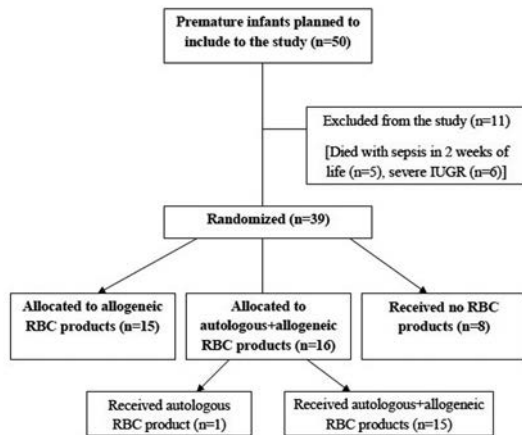 Premature infants planned to
include to the study (n=50)
Excluded from the study (n=11)
[Died with sepsis in 2 weeks of
life (n=5), severe IUGR (n=6)]
Randomized (n=39)
Allocated to allogeneic
RBC products (n=15)
Allocated to
autologous+allogeneic
RBC products (n=16)
Received no RBC
products (n=8)
Received autologous
RBC product (n=1)
Received autologous+allogeneic
RBC products (n=15)